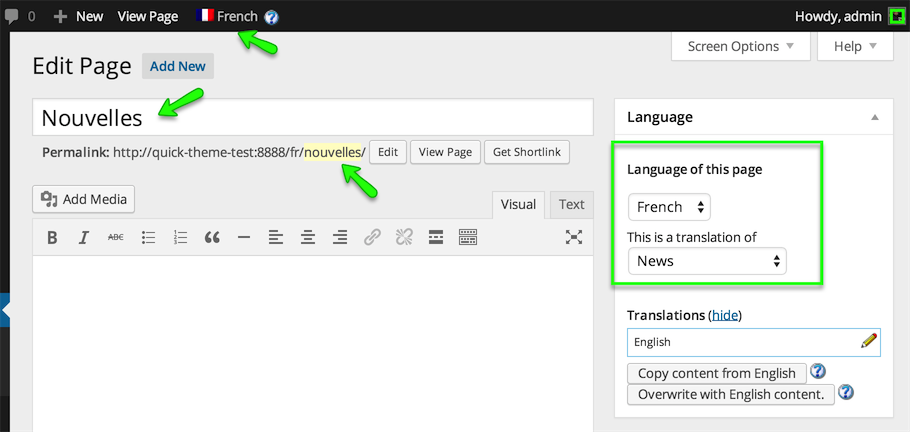 0 New View Page French Howdy, admin
Screen Options Help
Edit Page Add New
Nouvelles
Permalink: http://quick-theme-test:8888/fr/nouvelles/ Edit View Page Get Shortlink
Add Media
Visual Text
B I ABC
Language
Language of this page
French
This is a translation of
News
Translations (hide)
English
Copy content from English
Overwrite with English content.